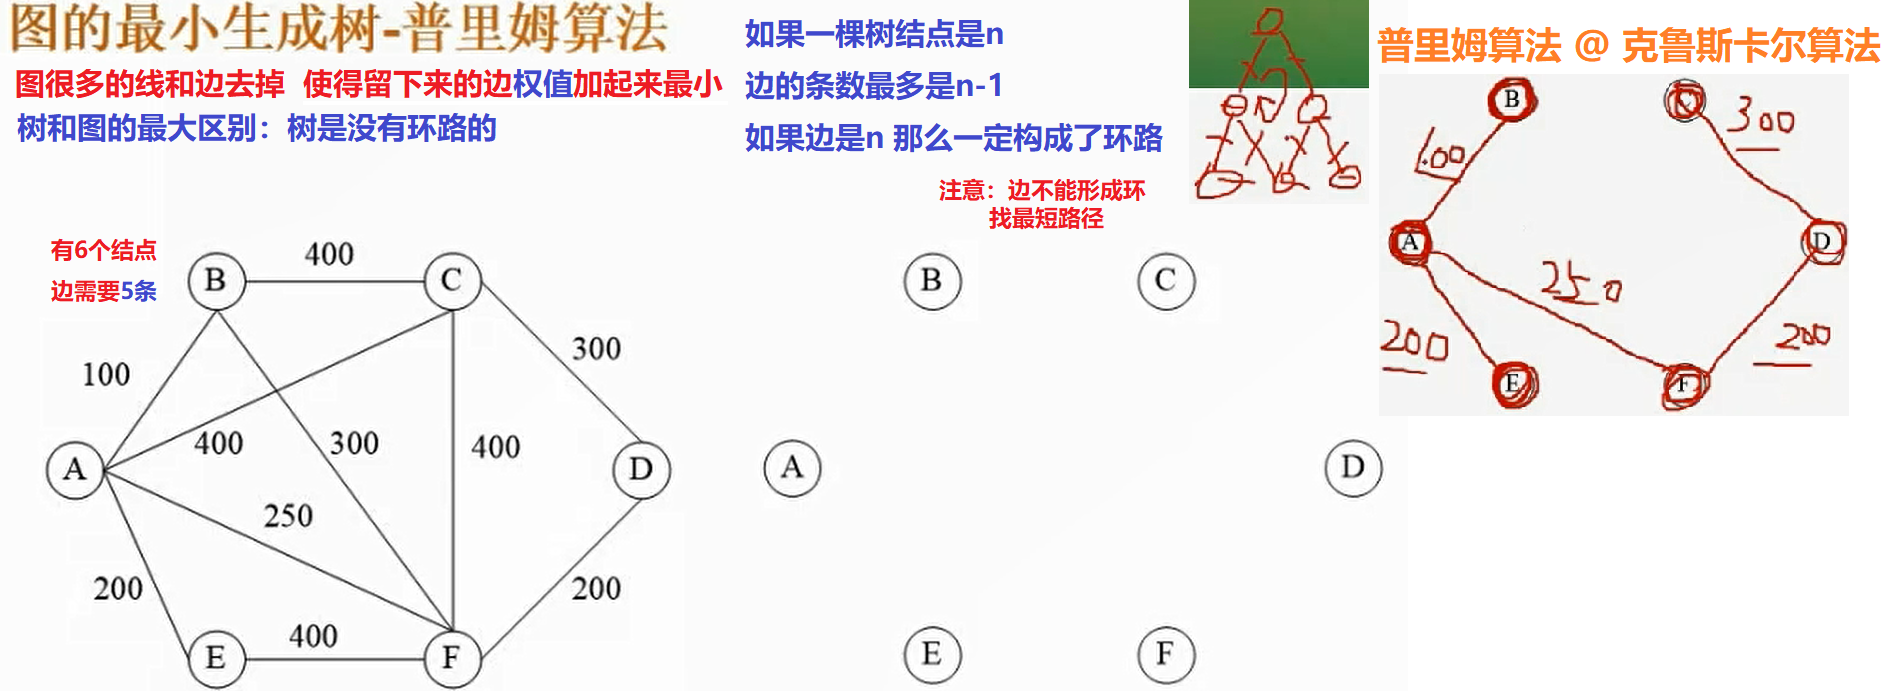 图的最小生成树-普里姆算法
图很多的线和边去掉 使得留下来的边权值加起来最小
树和图的最大区别：树是没有环路的
如果一棵树结点是n
边的条数最多是n-1
如果边是n 那么一定构成了环路
注意：边不能形成环
找最短路径
普里姆算法 @ 克鲁斯卡尔算法
有6个结点
边需要5条
B
400
C
100
300
A
400
300
400
D
250
200
200
E
400
F
B
C
A
D
E
F
B
300
100
A
D
250
200
200
E
F